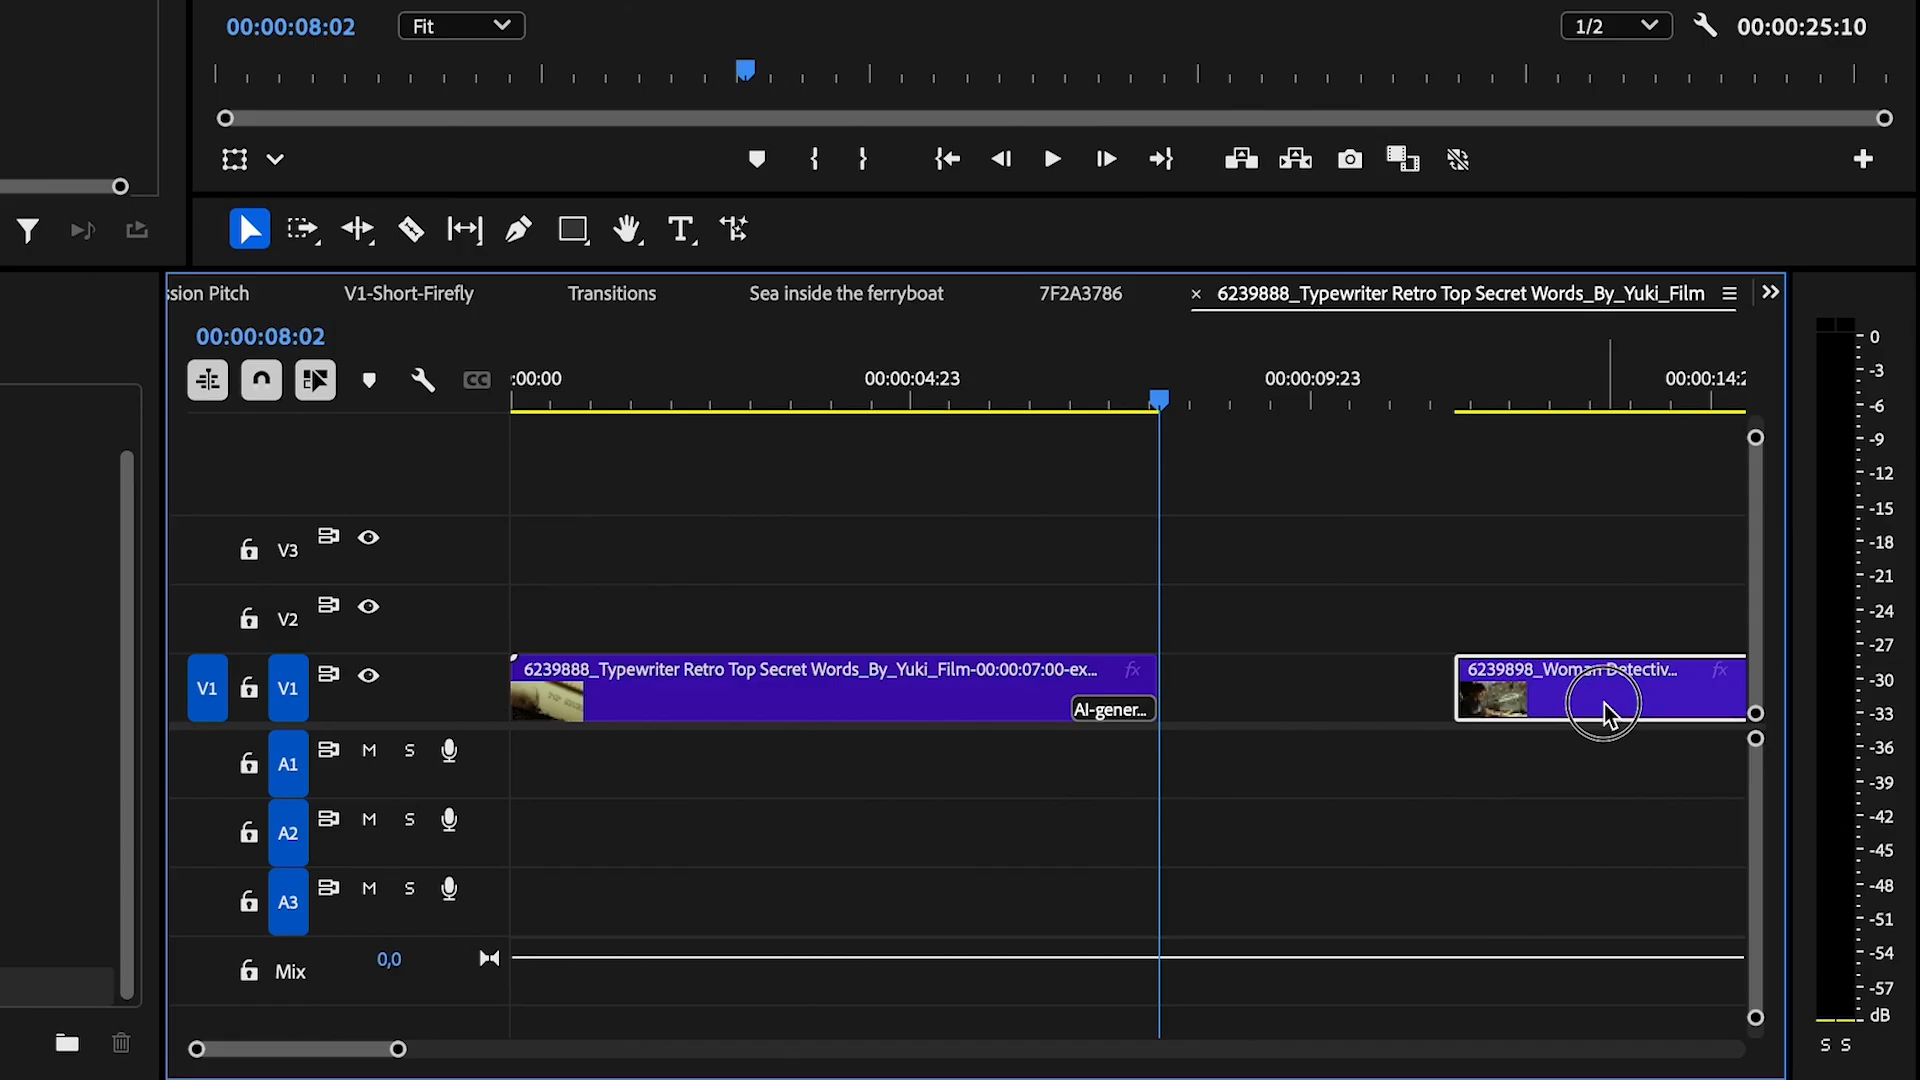 00:00:08:02
Fit
1/2
00:00:25:10
T
sion Pitch
V1-Short-Firefly
Transitions
Sea inside the ferryboat
7F2A3786
× 6239888_Typewriter Retro Top Secret Words_By_Yuki_Film
00:00:08:02
CC
:00:00
00:00:04:23
00:00:09:23
00:00:14:2
V3
V2
V1
V1
6239888_Typewriter Retro Top Secret Words_By_Yuki_Film-00:00:07:00-ex...
fx
AI-gener...
6239898_Woman Detectiv...
fx
A1
M
S
A2
M
S
A3
M
S
Mix
0,0
0
-3
-6
-9
-12
-15
-18
-21
-24
-27
-30
-33
-36
-39
-42
-45
-48
-51
-54
-57
dB
S S